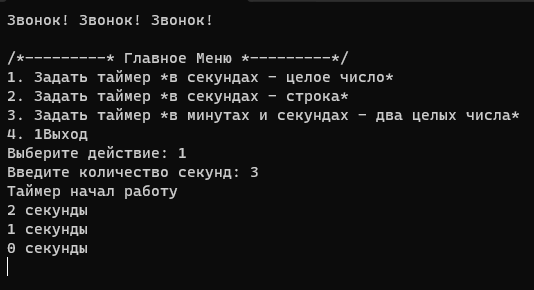 Звонок! Звонок! Звонок!
/*---------* Главное Меню *---------*/
1. Задать таймер *в секундах - целое число*
2. Задать таймер *в секундах - строка*
3. Задать таймер *в минутах и секундах - два целых числа*
4. 1Выход
Выберите действие: 1
Введите количество секунд: 3
Таймер начал работу
2 секунды
1 секунды
0 секунды